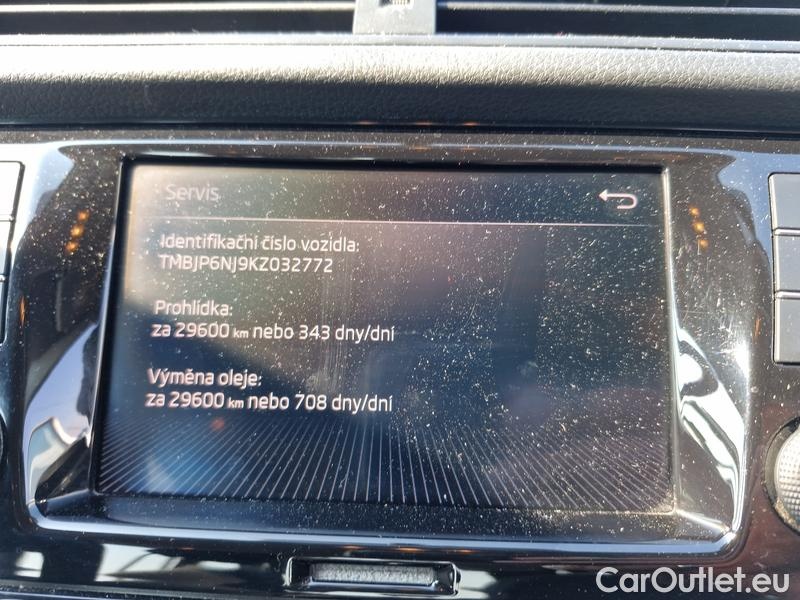 Servis
Identifikační číslo vozidla:
TMBJP6NJ9KZ032772
Prohlídka:
za 29600 km nebo 343 dny/dní
Výměna oleje:
za 29600 km nebo 708 dny/dní
CarOutlet.eu